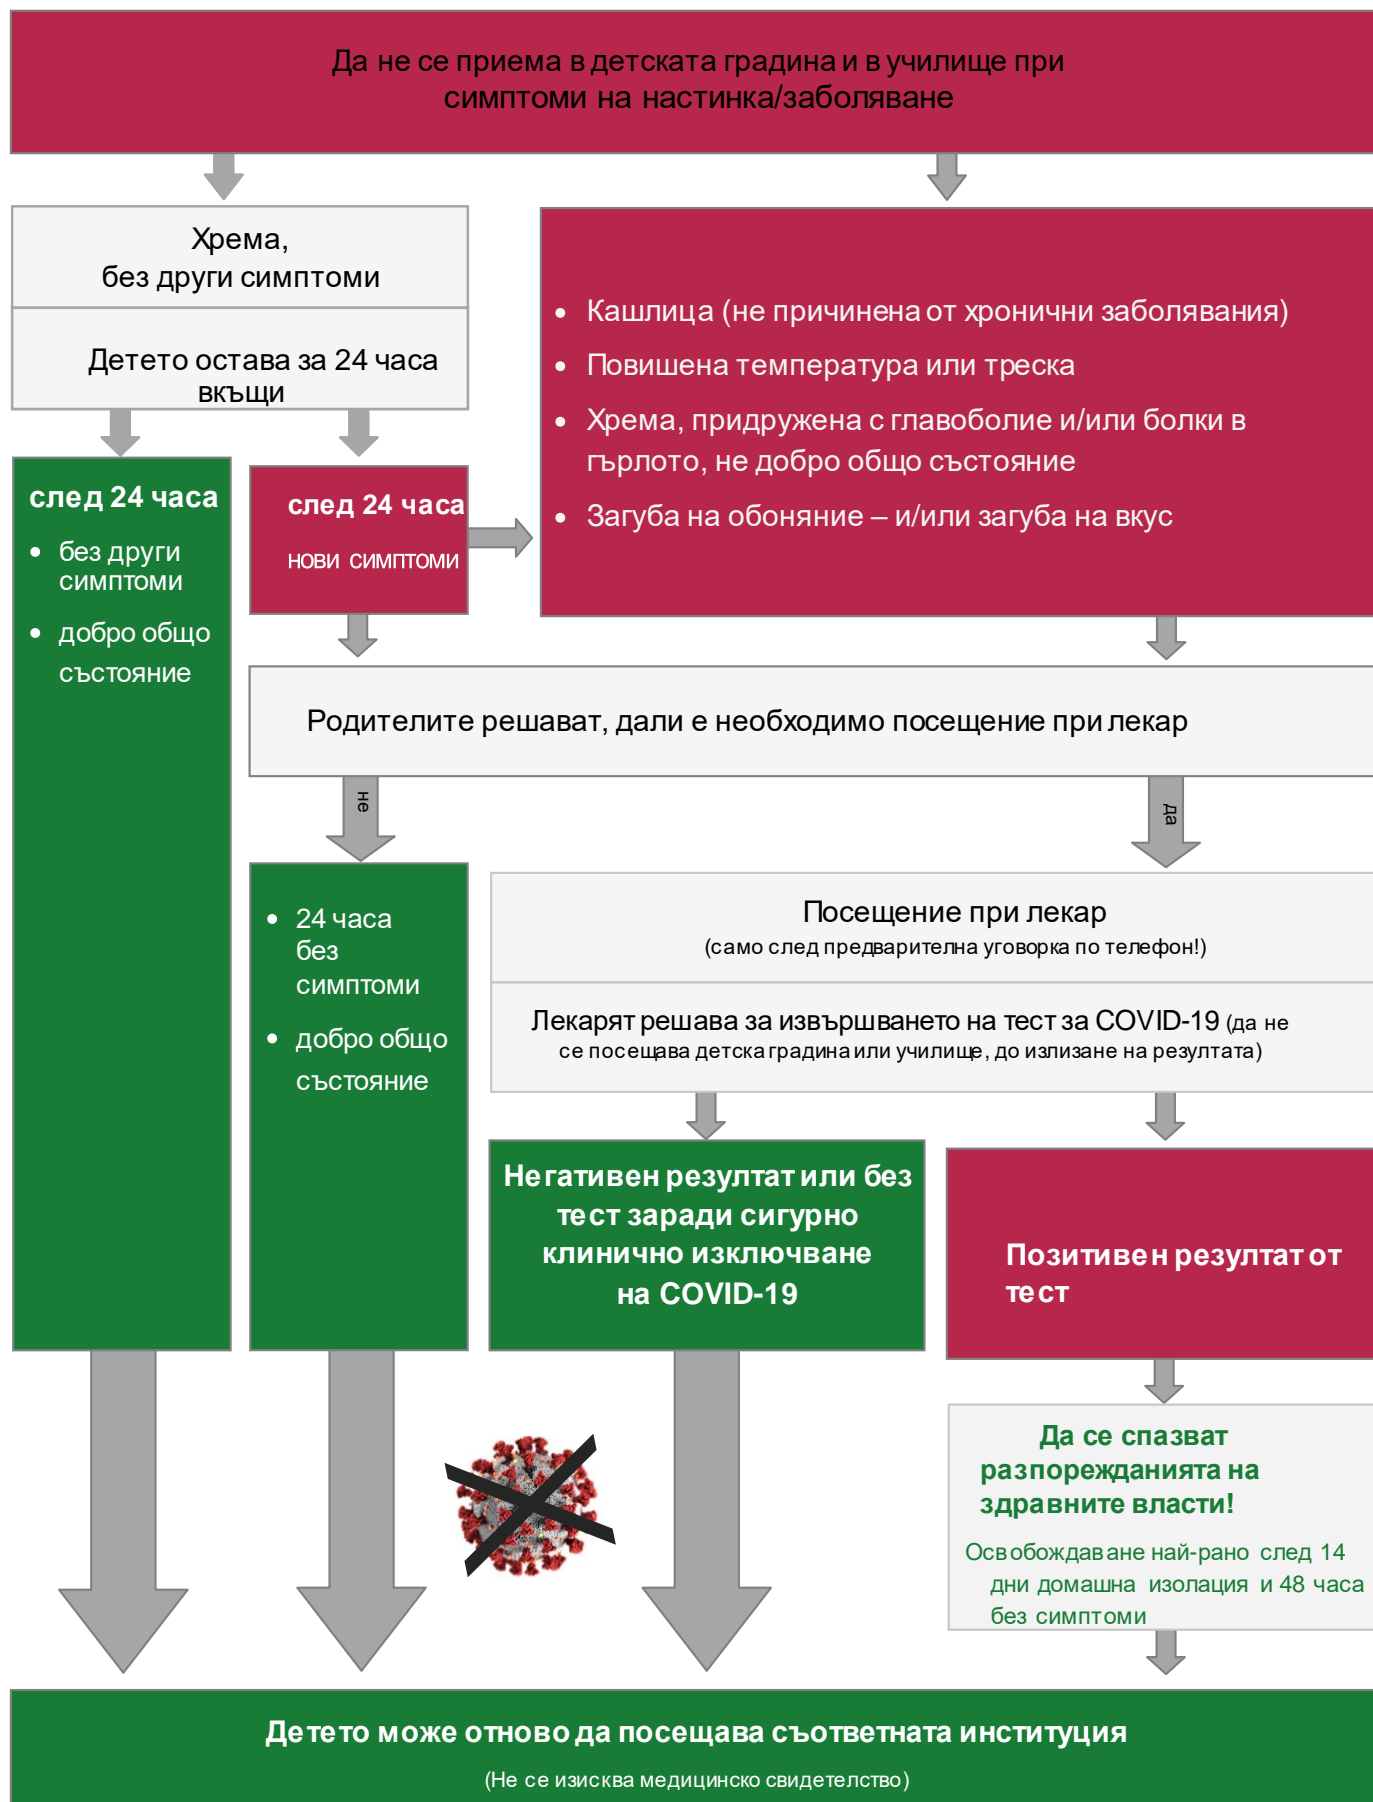 Да не се приема в детската градина и в училище при
симптоми на настинка/заболяване
Хрема,
без други симптоми
Детето остава за 24 часа
вкъщи
• Кашлица (не причинена от хронични заболявания)
• Повишена температура или треска
• Хрема, придружена с главоболие и/или болки в
гърлото, не добро общо състояние
• Загуба на обоняние – и/или загуба на вкус
след 24 часа
• без други
симптоми
• добро общо
състояние
след 24 часа
нови симптоми
Родителите решават, дали е необходимо посещение при лекар
не
да
• 24 часа
без
симптоми
• добро общо
състояние
Посещение при лекар
(само след предварителна уговорка по телефон!)
Лекарят решава за извършването на тест за COVID-19 (да не
се посещава детска градина или училище, до излизане на резултата)
Негативен резултат или без
тест заради сигурно
клинично изключване
на COVID-19
Позитивен резултат от
тест
Да се спазват
разпорежданията на
здравните власти!
Освобождаване най-рано след 14
дни домашна изолация и 48 часа
без симптоми
Детето може отново да посещава съответната институция
(Не се изисква медицинско свидетелство)